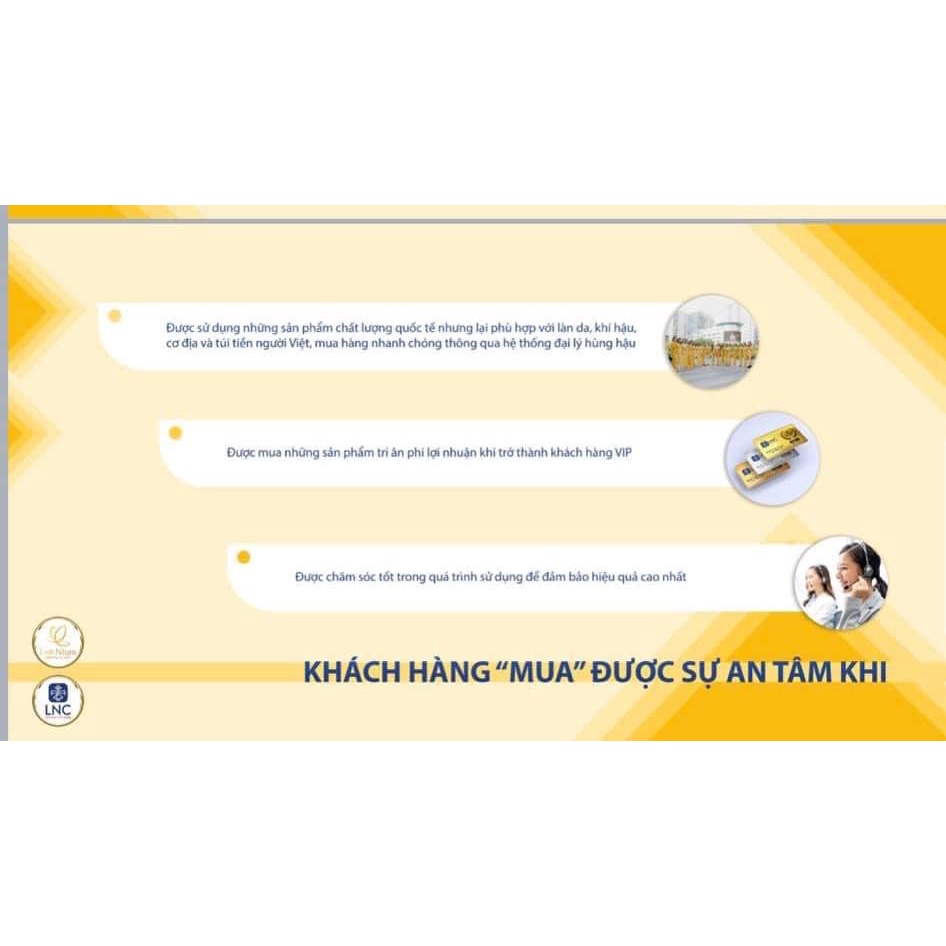 Được sử dụng những sản phẩm chất lượng quốc tế nhưng lại phù hợp với làn da, khí hậu,
cơ địa và túi tiền người Việt, mua hàng nhanh chóng thông qua hệ thống đại lý hùng hậu
Được mua những sản phẩm tri ân phi lợi nhuận khi trở thành khách hàng VIP
Được chăm sóc tốt trong quá trình sử dụng để đảm bảo hiệu quả cao nhất
KHÁCH HÀNG “MUA” ĐƯỢC SỰ AN TÂM KHI
LNC